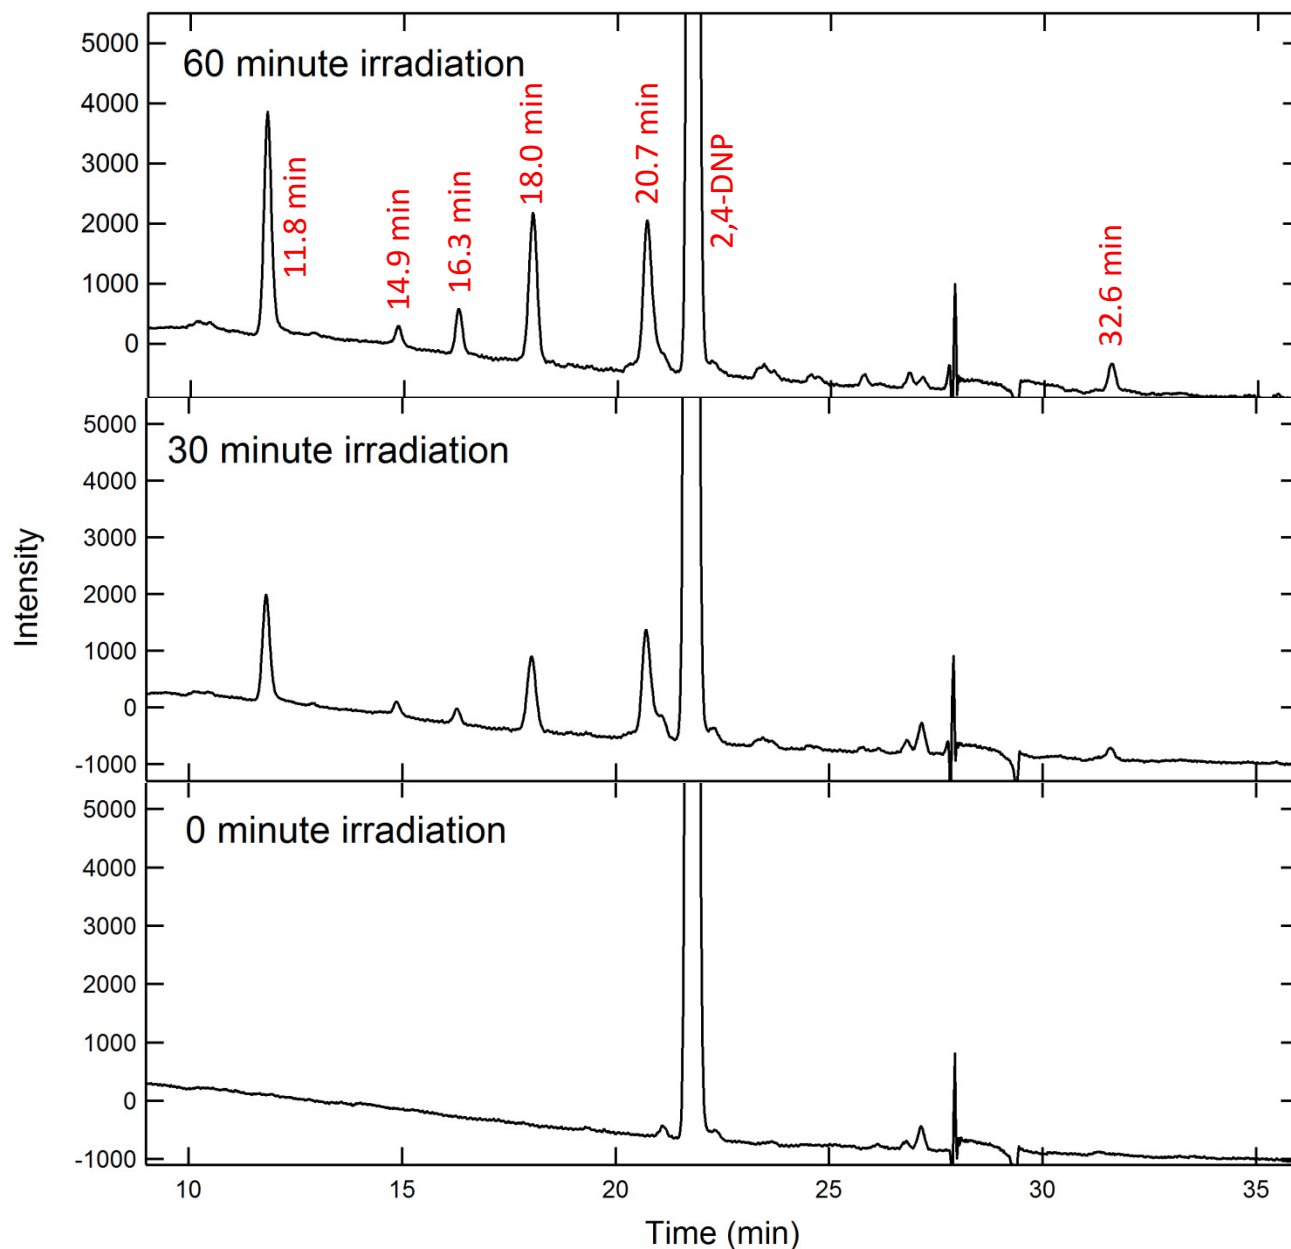 60 minute irradiation
5000
4000
3000
2000
1000
0
11.8 min
14.9 min
16.3 min
18.0 min
20.7 min
2,4-DNP
32.6 min
30 minute irradiation
5000
4000
3000
2000
1000
0
-1000
0 minute irradiation
5000
4000
3000
2000
1000
0
-1000
Intensity
10
15
20
25
30
35
Time (min)